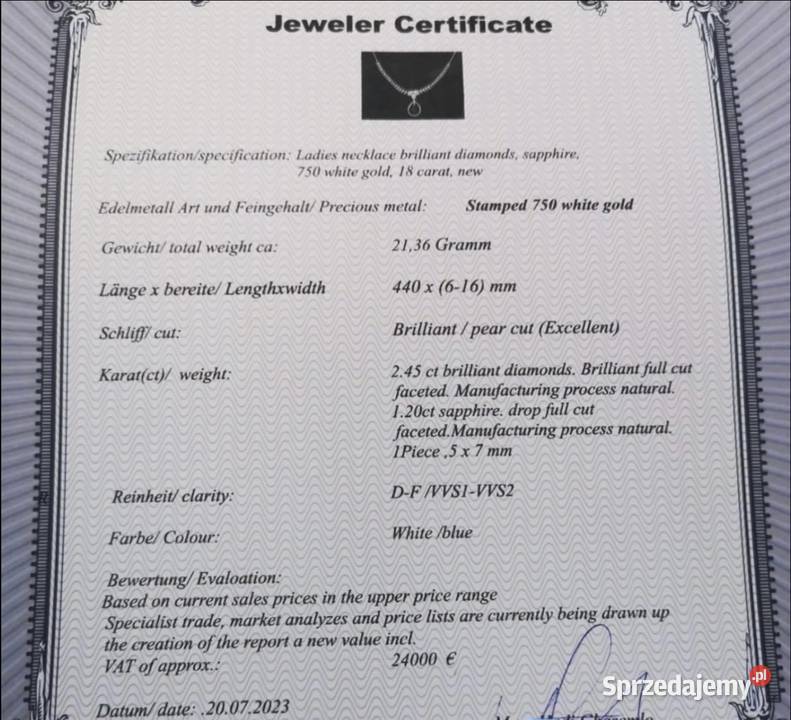 Jeweler Certificate
Spezifikation/specification: Ladies necklace brilliant diamonds, sapphire,
750 white gold, 18 carat, new
Edelmetall Art und Feingehalt/ Precious metal: Stamped 750 white gold
Gewicht/ total weight ca: 21,36 Gramm
Länge x bereite/ Lengthxwidth 440 x (6-16) mm
Schliff/ cut: Brilliant / pear cut (Excellent)
Karat(ct)/ weight: 2.45 ct brilliant diamonds. Brilliant full cut
faceted. Manufacturing process natural.
1.20ct sapphire. drop full cut
faceted.Manufacturing process natural.
1Piece ,5 x 7 mm
Reinheit/ clarity: D-F /VVS1-VVS2
Farbe/ Colour: White /blue
Bewertung/ Evaloation:
Based on current sales prices in the upper price range
Specialist trade, market analyzes and price lists are currently being drawn up
the creation of the report a new value incl.
VAT of approx.: 24000 €
Datum/ date: .20.07.2023
Sprzedajemy.pl